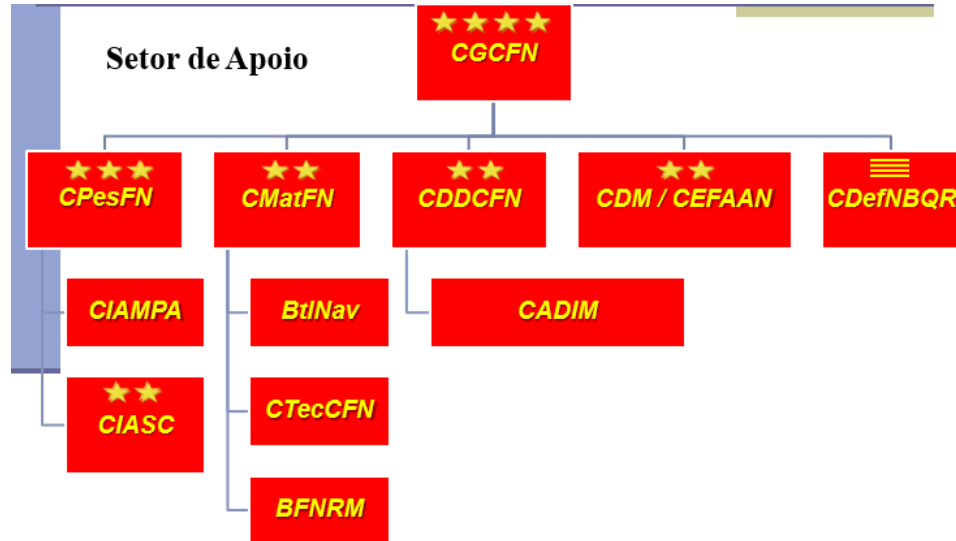 Setor de Apoio
CGCFN
CPesFN
CMatFN
CDDCFN
CDM / CEFAAN
CDefNBQR
CIAMPA
BtlNav
CADIM
CIASC
CTecCFN
BFNRM